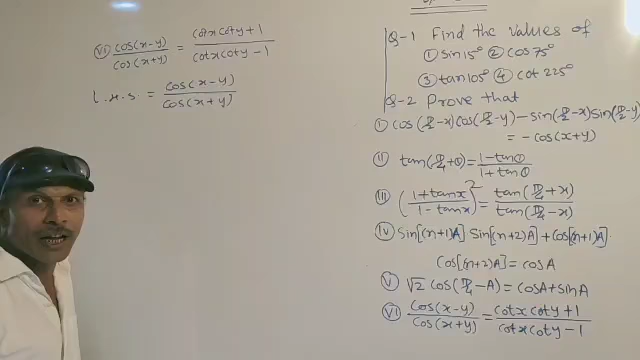 (vi) cos(x-y)/cos(x+y) = (cotx coty + 1)/(cotx coty - 1)
L.H.S. = cos(x-y)/cos(x+y)
Q-1 Find the values of
① sin15° ② cos75°
③ tan105° ④ cot 225°
Q-2 Prove that
(i) cos(π/4-x)cos(π/4-y) - sin(π/4-x)sin(π/4-y)
= -cos(x+y)
(ii) tan(π/4+θ) = (1-tanθ)/(1+tanθ)
(iii) ((1+tanx)/(1-tanx))² = tan(π/4+x)/tan(π/4-x)
(iv) sin[(n+1)A] sin[(n+2)A] + cos[(n+1)A]
cos[(n+2)A] = cosA
(v) √2 cos(π/4-A) = cosA+sinA
(vi) cos(x-y)/cos(x+y) = (cotx coty + 1)/(cotx coty - 1)